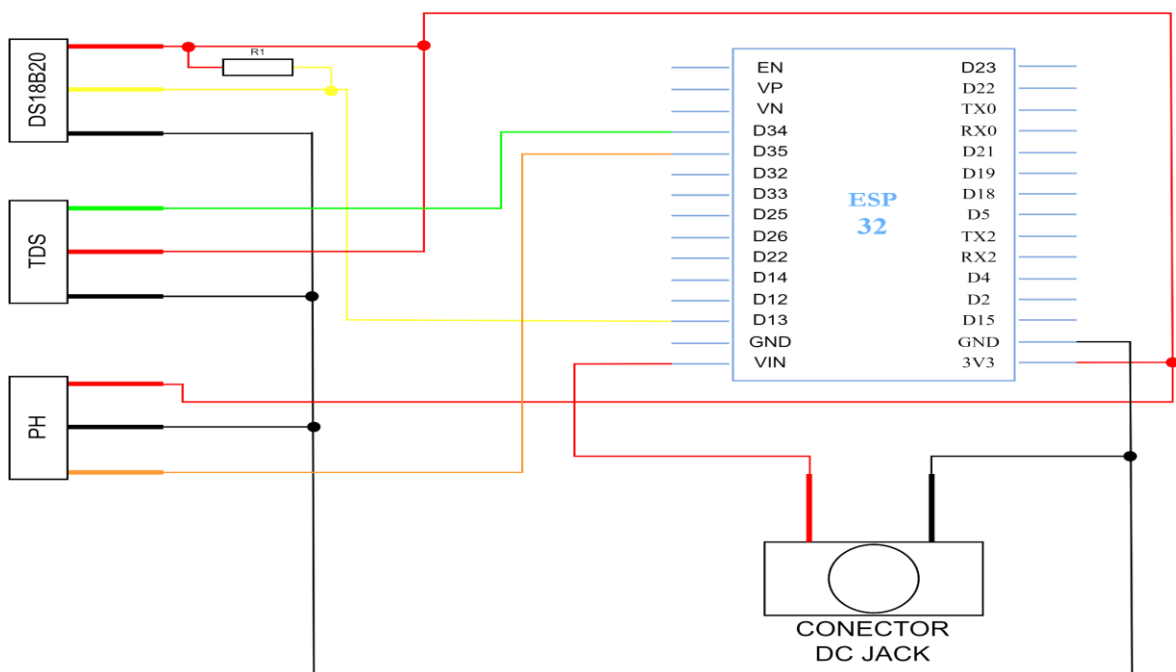 DS18B20
R1
TDS
PH
EN
VP
VN
D34
D35
D32
D33
D25
D26
D22
D14
D12
D13
GND
VIN
ESP
32
D23
D22
TX0
RX0
D21
D19
D18
D5
TX2
RX2
D4
D2
D15
GND
3V3
CONECTOR
DC JACK